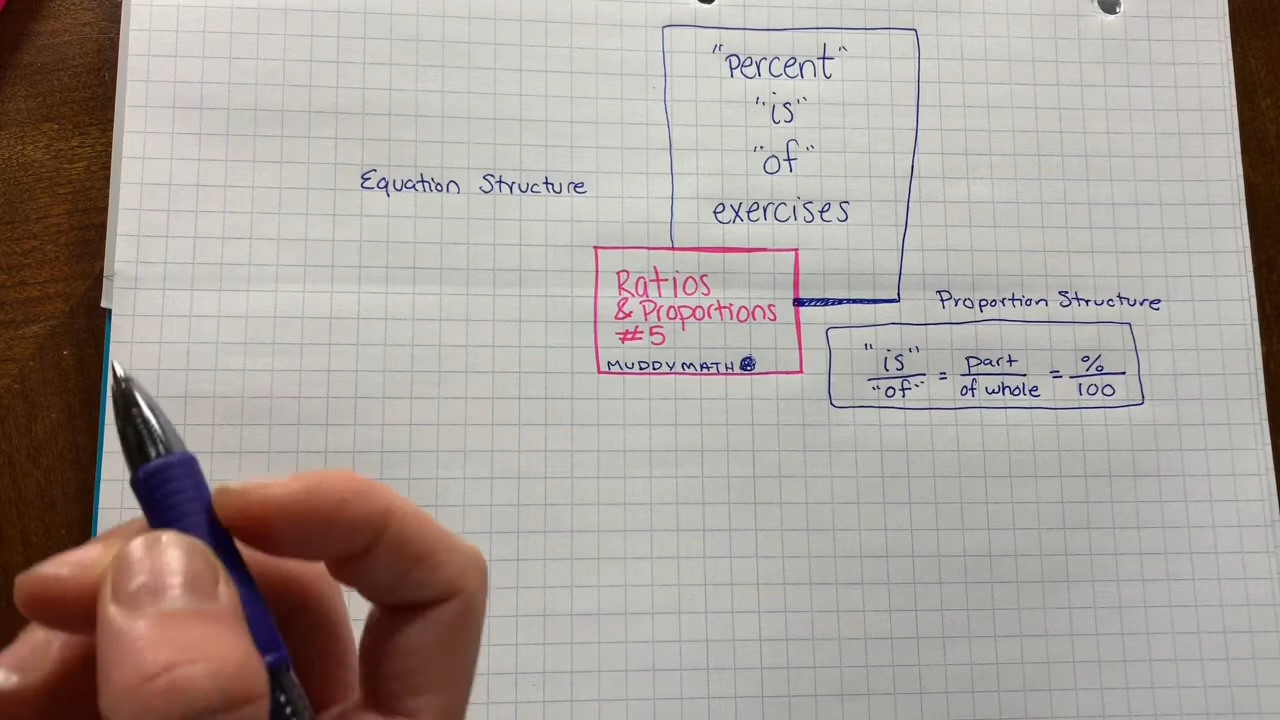 "percent"
"is"
"of"
exercises
Equation Structure
Ratios
& Proportions
#5
MUDDYMATH
Proportion Structure
"is" / "of" = part / of whole = % / 100